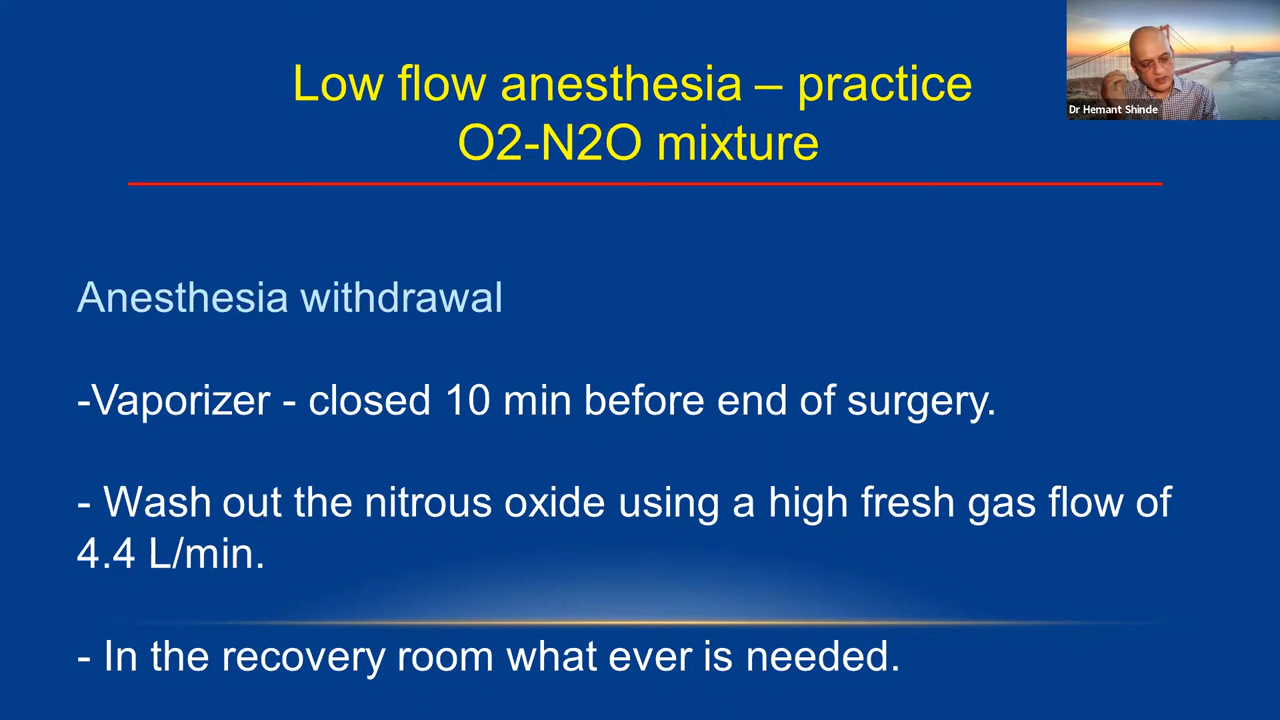 Low flow anesthesia – practice
O2-N2O mixture
Dr Hemant Shinde
Anesthesia withdrawal
-Vaporizer - closed 10 min before end of surgery.
- Wash out the nitrous oxide using a high fresh gas flow of
4.4 L/min.
- In the recovery room what ever is needed.